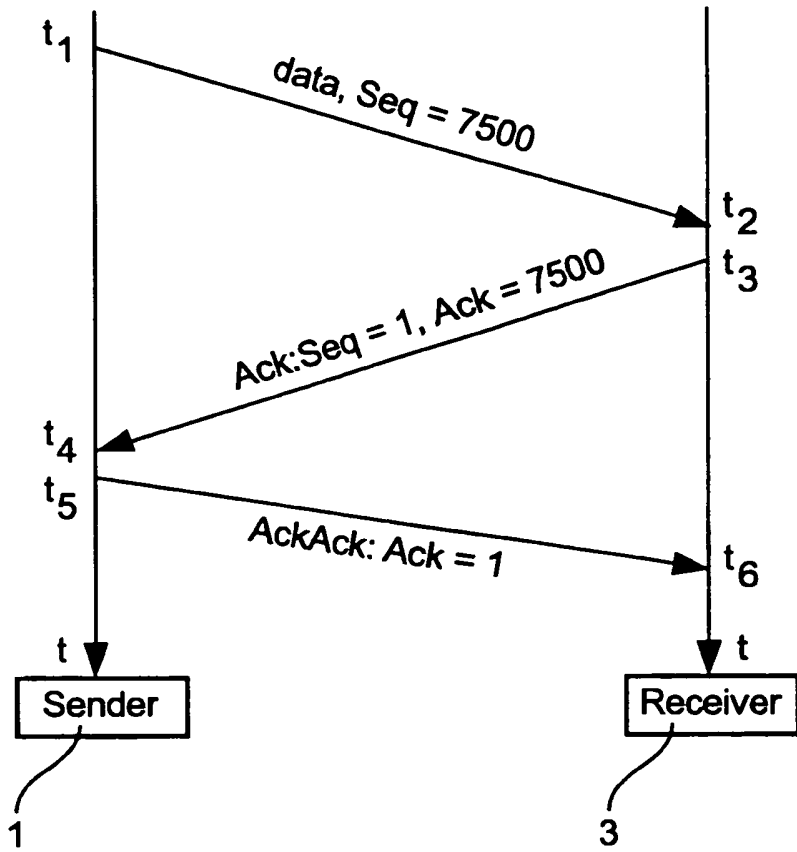 t1
data, Seq = 7500
t2
t3
Ack:Seq = 1, Ack = 7500
t4
t5
AckAck: Ack = 1
t6
t
t
Sender
Receiver
1
3